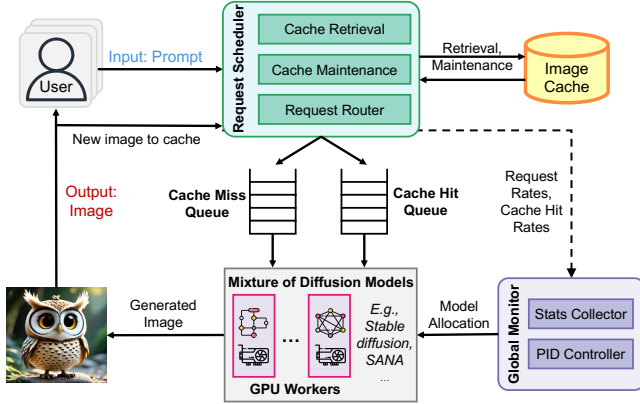 User
Input: Prompt
Request Scheduler
Cache Retrieval
Cache Maintenance
Request Router
Retrieval,
Maintenance
Image
Cache
New image to cache
Output:
Image
Cache Miss
Queue
Cache Hit
Queue
Request
Rates,
Cache Hit
Rates
Mixture of Diffusion Models
...
E.g.,
Stable
diffusion,
SANA
...
GPU Workers
Generated
Image
Model
Allocation
Global Monitor
Stats Collector
PID Controller